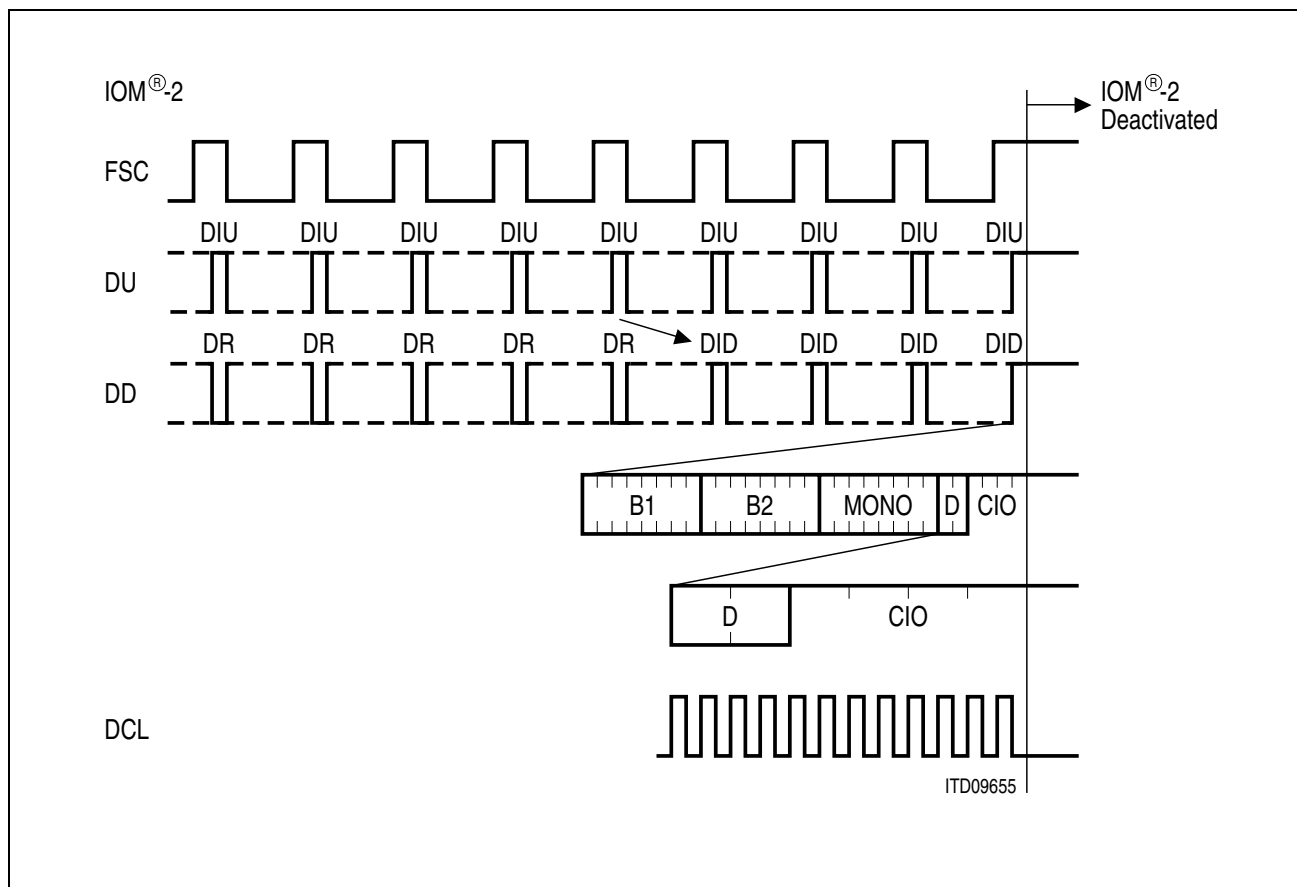 IOM®-2
IOM®-2
Deactivated
FSC
DIU DIU DIU DIU DIU DIU DIU DIU DIU
DU
DR DR DR DR DR DID DID DID DID
DD
B1 B2 MONO D CIO
D CIO
DCL
ITD09655